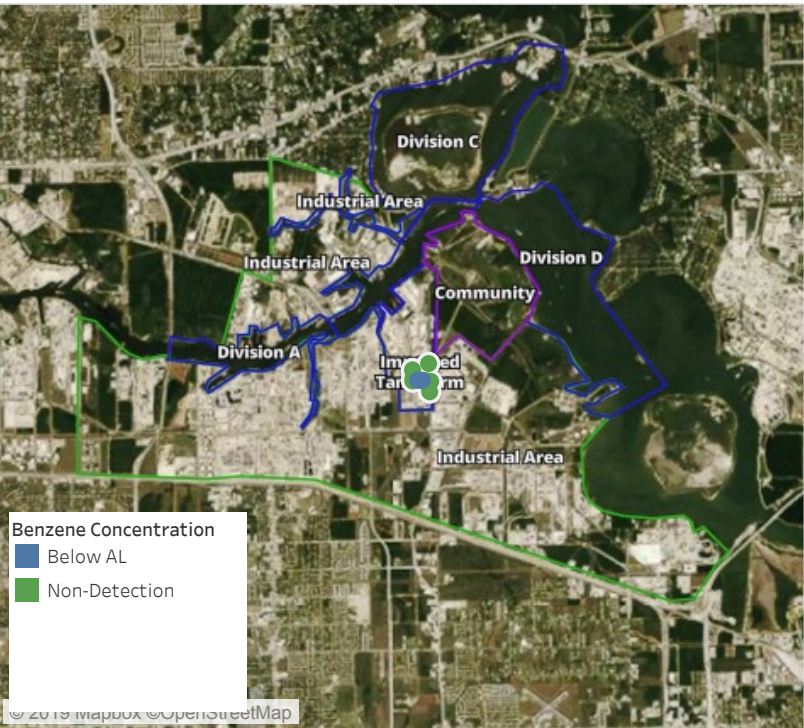 Division C
Industrial Area
Industrial Area
Division D
Community
Division A
Industrial Area
Benzene Concentration
Below AL
Non-Detection
© 2019 Mapbox ©OpenStreetMap